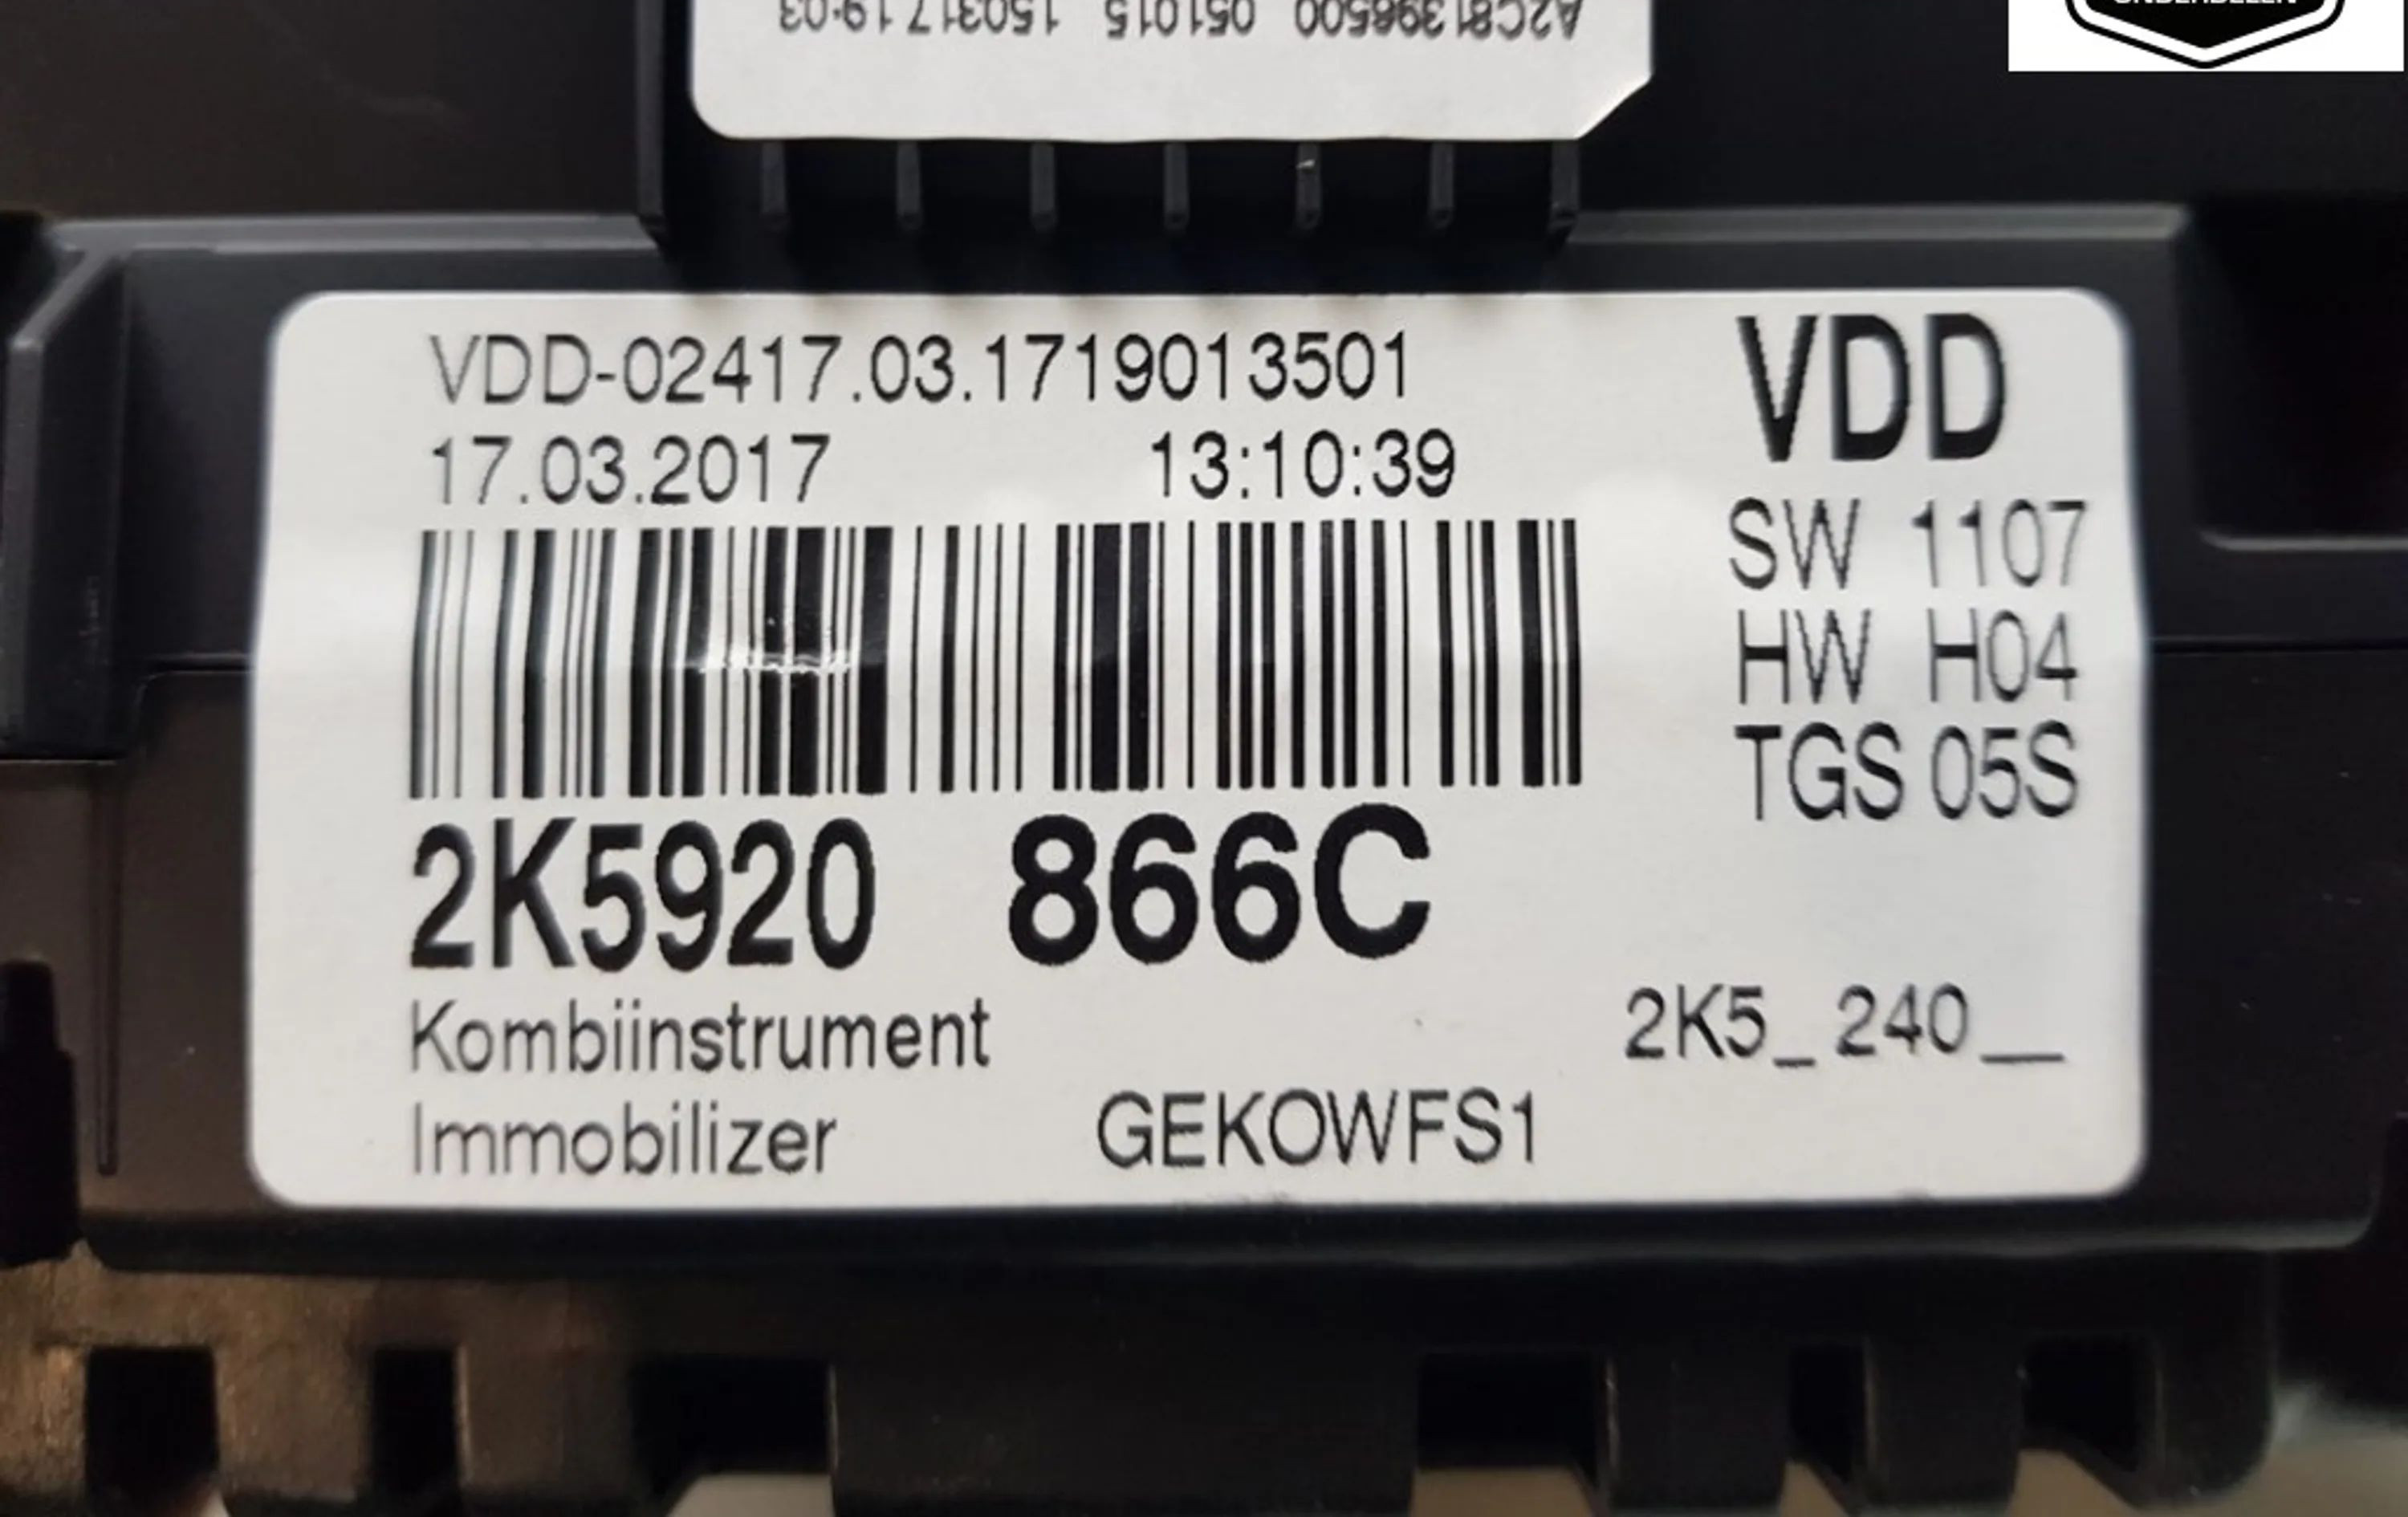 A2C81398500 051015 150317 19:03
VDD-02417.03.1719013501
17.03.2017 13:10:39
VDD
SW 1107
HW H04
TGS 05S
2K5920 866C
Kombiinstrument
2K5_240__
Immobilizer GEKOWFS1